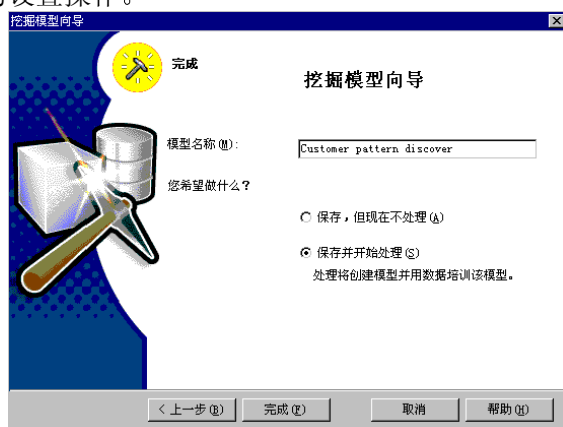 的设置操作。
挖掘模型向导
完成
挖掘模型向导
模型名称(M):
Customer pattern discover
您希望做什么?
保存,但现在不处理(A)
保存并开始处理(S)
处理将创建模型并用数据培训该模型。
< 上一步(B) 完成(F) 取消 帮助(H)